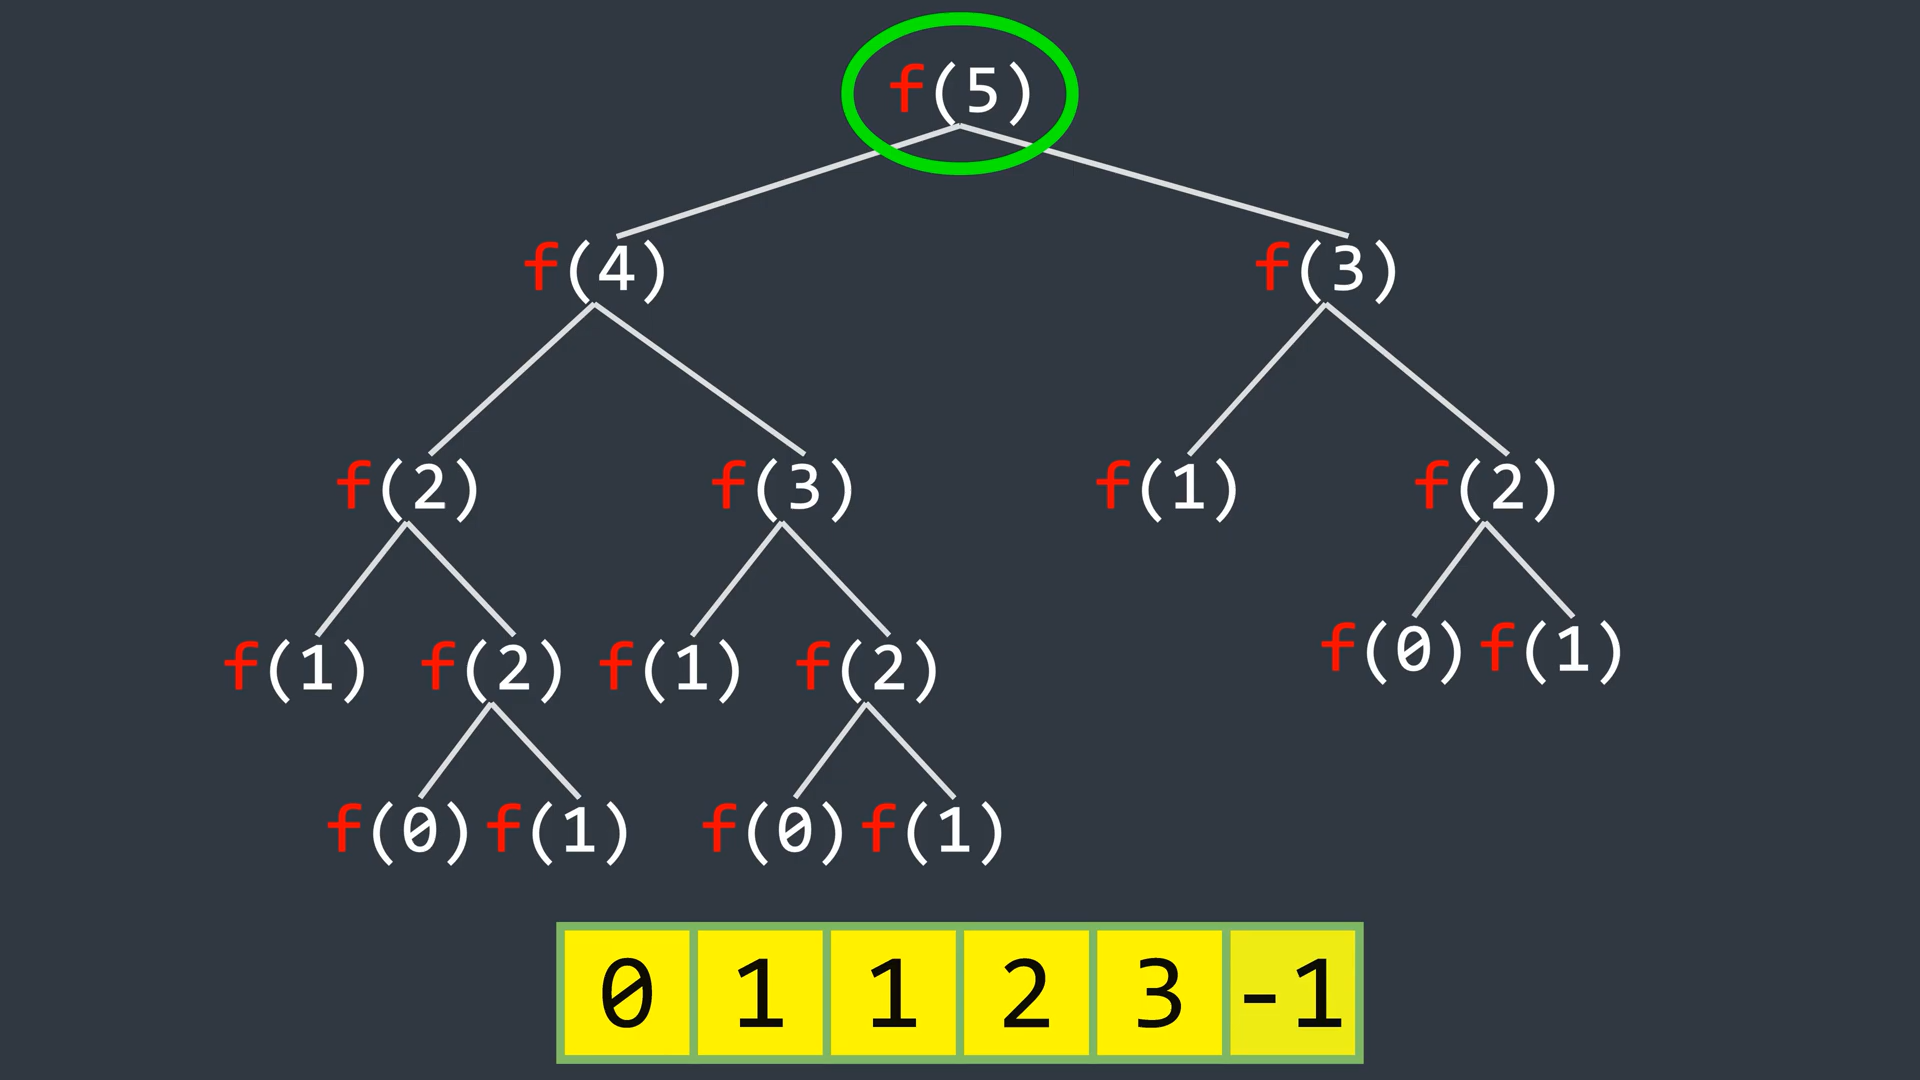 f(5)
f(4) f(3)
f(2) f(3) f(1) f(2)
f(1) f(2) f(1) f(2) f(0) f(1)
f(0) f(1) f(0) f(1)
0 1 1 2 3 -1